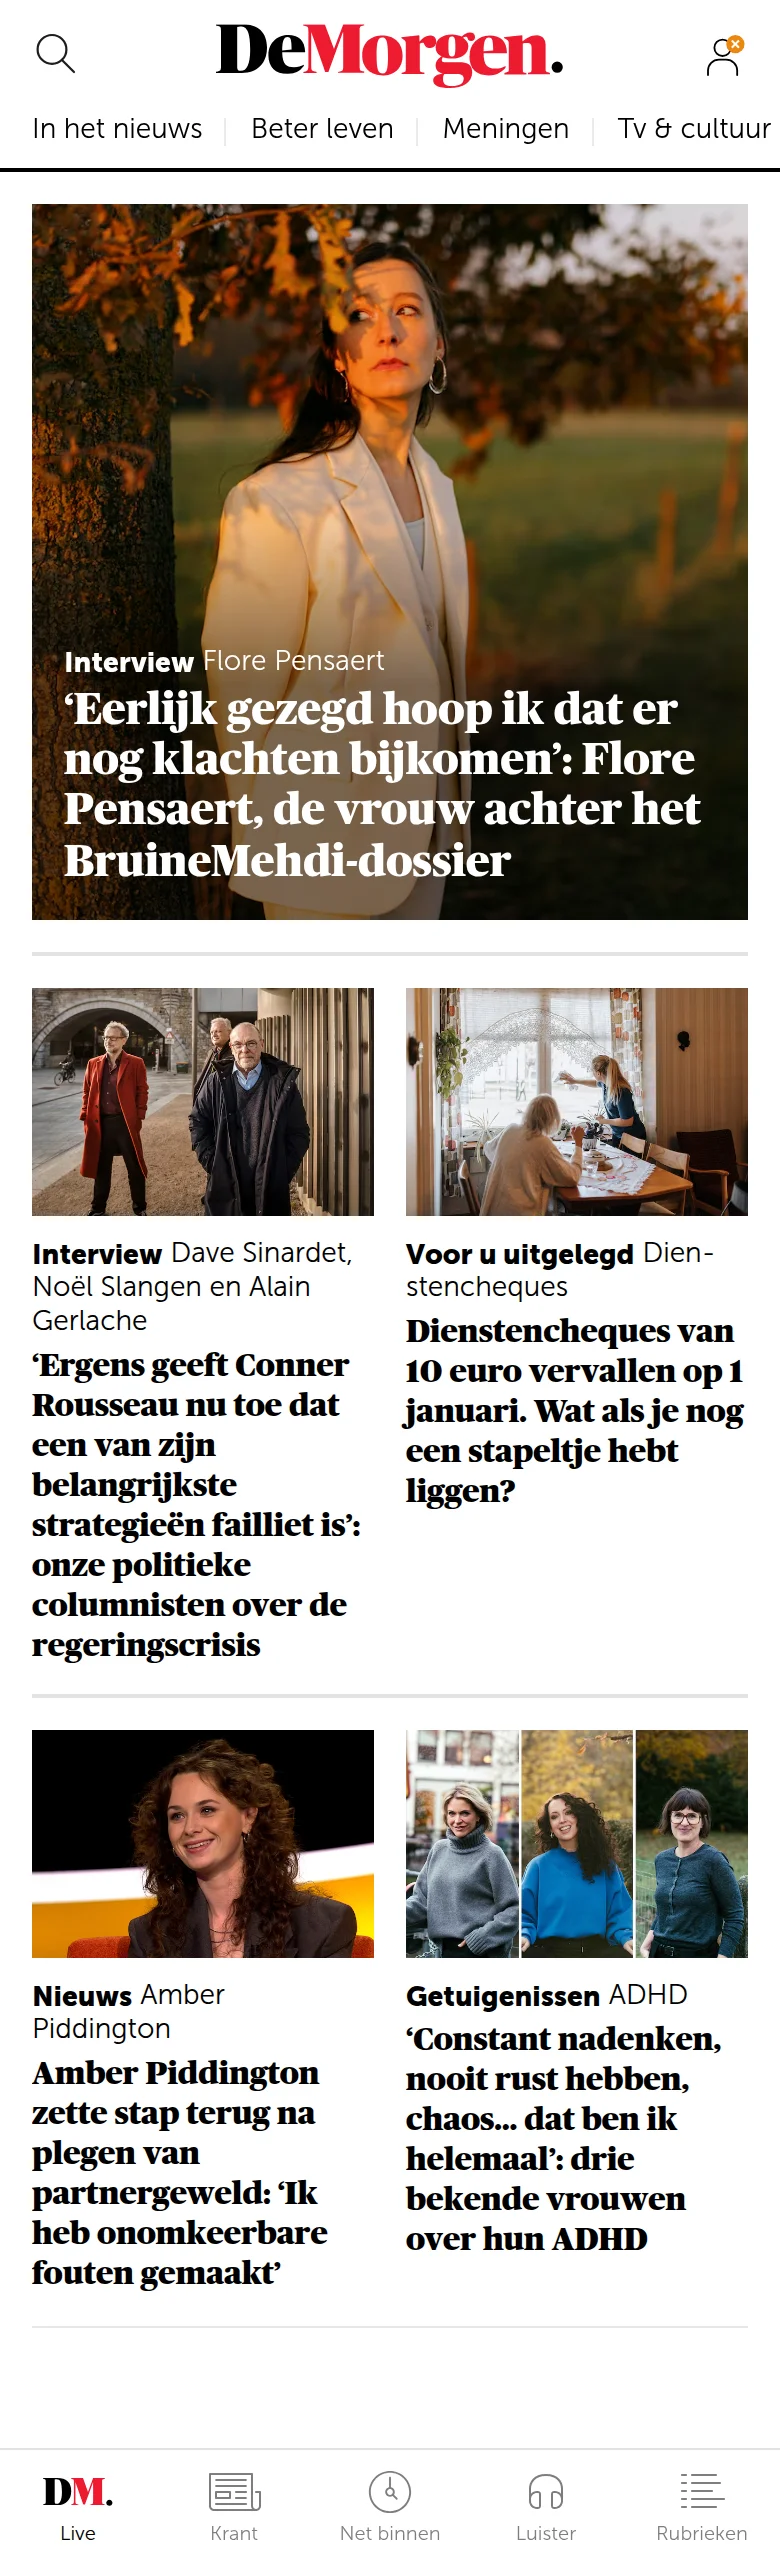 DeMorgen.
In het nieuws
Beter leven
Meningen
Tv & cultuur
Interview Flore Pensaert
‘Eerlijk gezegd hoop ik dat er
nog klachten bijkomen’: Flore
Pensaert, de vrouw achter het
BruineMehdi-dossier
Interview Dave Sinardet,
Noël Slangen en Alain
Gerlache
‘Ergens geeft Conner
Rousseau nu toe dat
een van zijn
belangrijkste
strategieën failliet is’:
onze politieke
columnisten over de
regeringscrisis
Voor u uitgelegd Dien-
stencheques
Dienstencheques van
10 euro vervallen op 1
januari. Wat als je nog
een stapeltje hebt
liggen?
Nieuws Amber
Piddington
Amber Piddington
zette stap terug na
plegen van
partnergeweld: ‘Ik
heb onomkeerbare
fouten gemaakt’
Getuigenissen ADHD
‘Constant nadenken,
nooit rust hebben,
chaos... dat ben ik
helemaal’: drie
bekende vrouwen
over hun ADHD
DM.
Live
Krant
Net binnen
Luister
Rubrieken